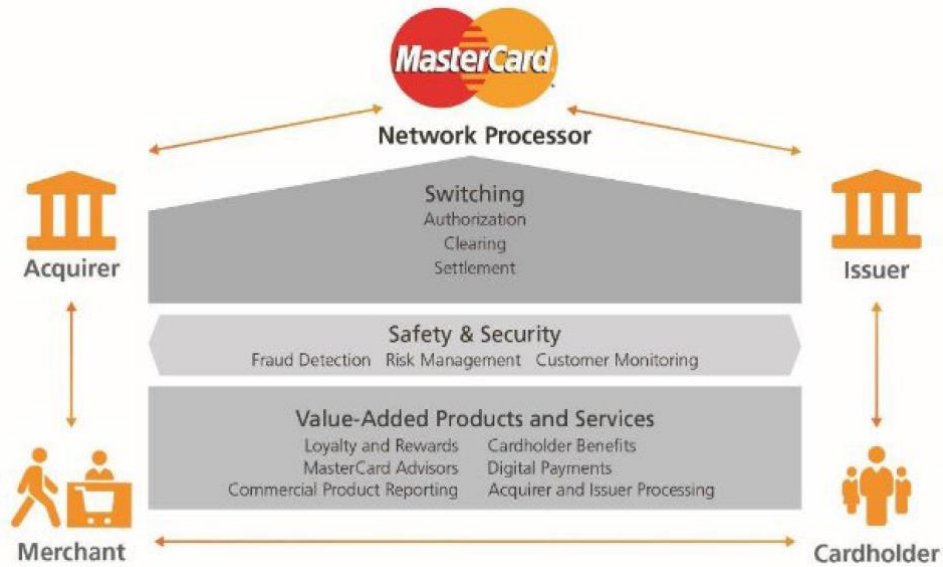 MasterCard
Network Processor
Switching
Authorization
Clearing
Settlement
Acquirer
Issuer
Safety & Security
Fraud Detection Risk Management Customer Monitoring
Value-Added Products and Services
Loyalty and Rewards Cardholder Benefits
MasterCard Advisors Digital Payments
Commercial Product Reporting Acquirer and Issuer Processing
Merchant
Cardholder